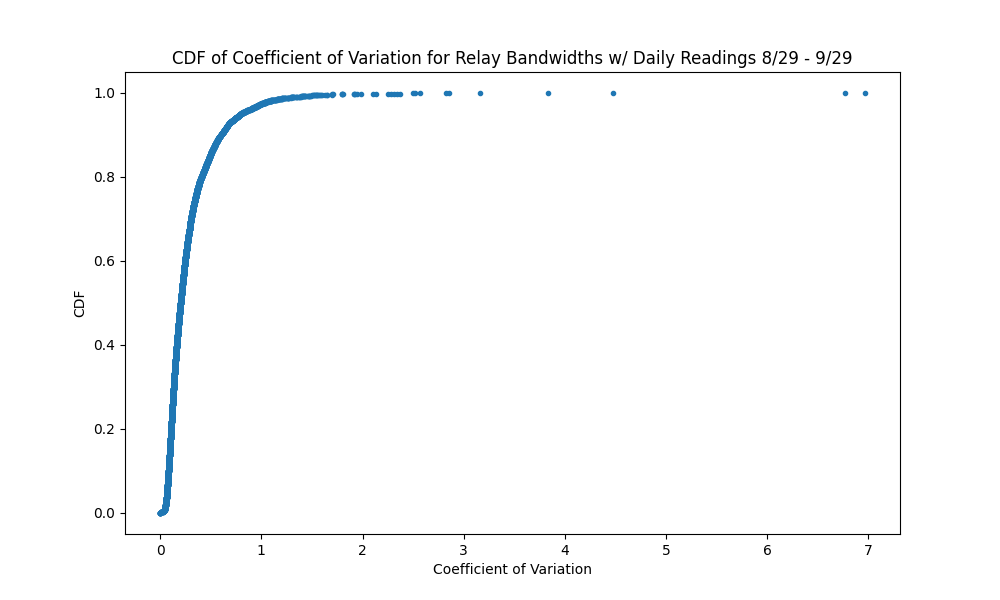 CDF of Coefficient of Variation for Relay Bandwidths w/ Daily Readings 8/29 - 9/29
1.0
0.8
0.6
0.4
0.2
0.0
CDF
0 1 2 3 4 5 6 7
Coefficient of Variation